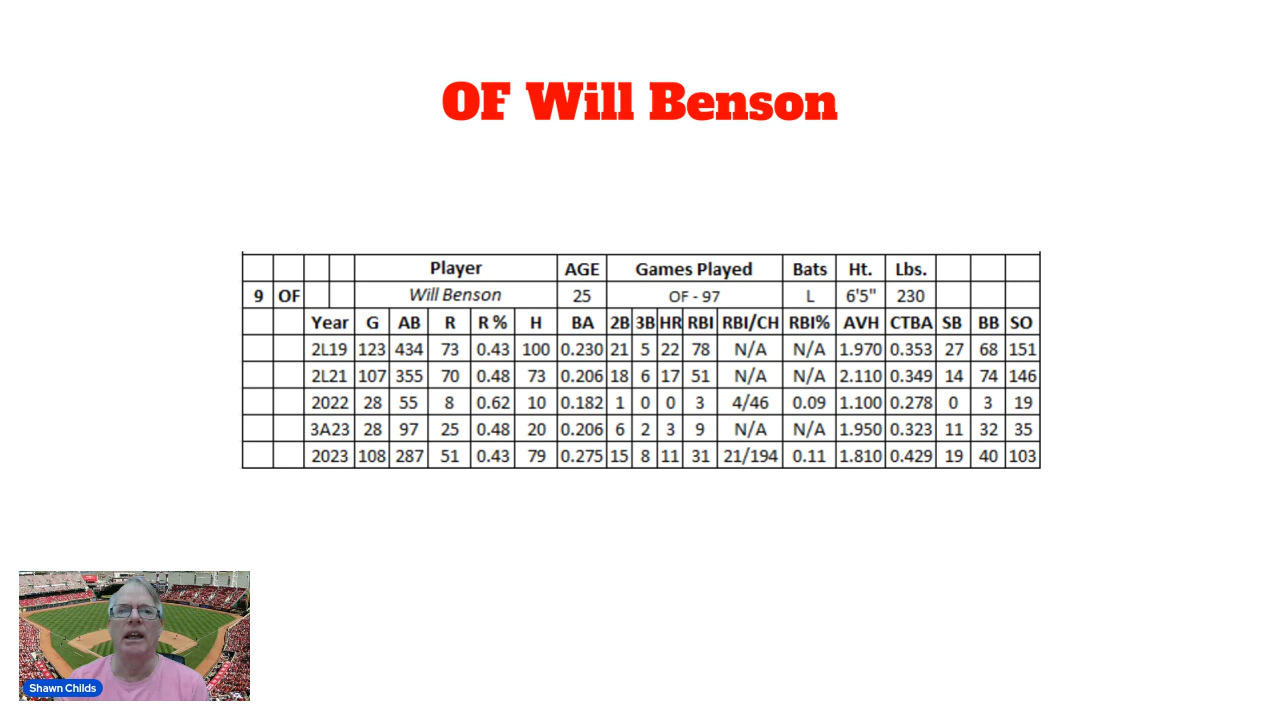 OF Will Benson
Player AGE Games Played Bats Ht. Lbs.
9 OF Will Benson 25 OF - 97 L 6'5" 230
Year G AB R R % H BA 2B 3B HR RBI RBI/CH RBI% AVH CTBA SB BB SO
2L19 123 434 73 0.43 100 0.230 21 5 22 78 N/A N/A 1.970 0.353 27 68 151
2L21 107 355 70 0.48 73 0.206 18 6 17 51 N/A N/A 2.110 0.349 14 74 146
2022 28 55 8 0.62 10 0.182 1 0 0 3 4/46 0.09 1.100 0.278 0 3 19
3A23 28 97 25 0.48 20 0.206 6 2 3 9 N/A N/A 1.950 0.323 11 32 35
2023 108 287 51 0.43 79 0.275 15 8 11 31 21/194 0.11 1.810 0.429 19 40 103
Shawn Childs